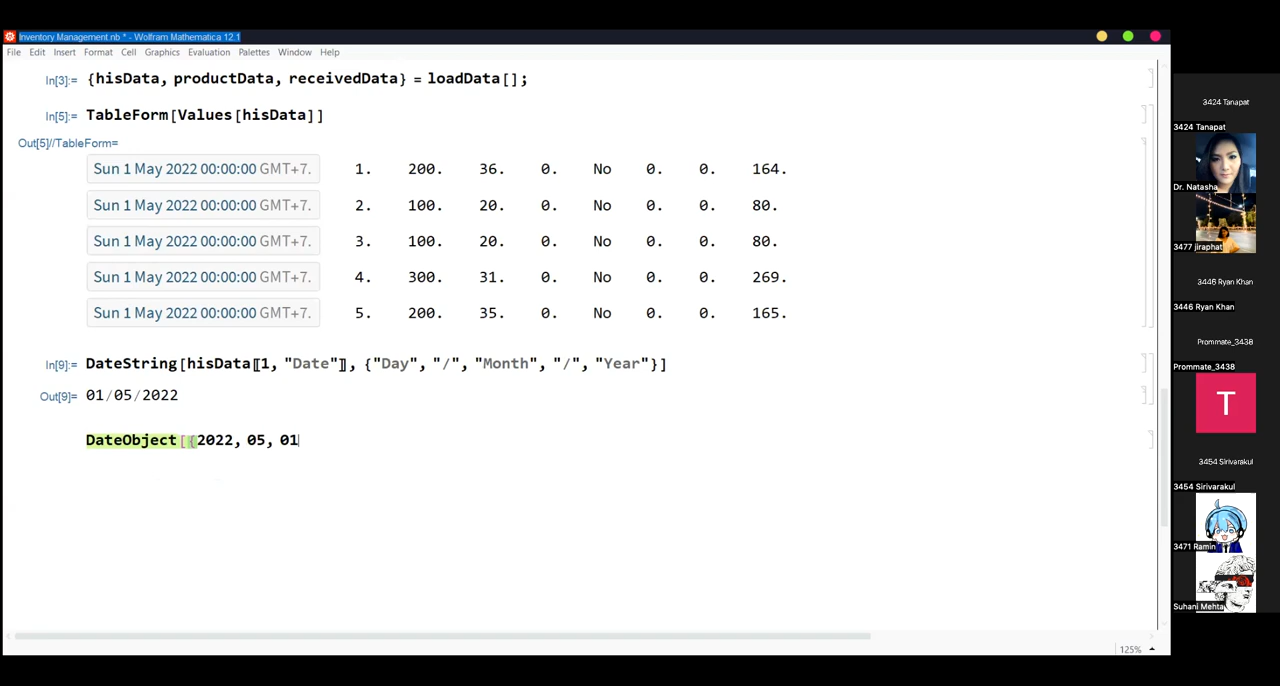 Inventory Management.nb * - Wolfram Mathematica 12.1
File Edit Insert Format Cell Graphics Evaluation Palettes Window Help
In[3]:= {hisData, productData, receivedData} = loadData[];
In[5]:= TableForm[Values[hisData]]
Out[5]//TableForm=
Sun 1 May 2022 00:00:00 GMT+7. 1. 200. 36. 0. No 0. 0. 164.
Sun 1 May 2022 00:00:00 GMT+7. 2. 100. 20. 0. No 0. 0. 80.
Sun 1 May 2022 00:00:00 GMT+7. 3. 100. 20. 0. No 0. 0. 80.
Sun 1 May 2022 00:00:00 GMT+7. 4. 300. 31. 0. No 0. 0. 269.
Sun 1 May 2022 00:00:00 GMT+7. 5. 200. 35. 0. No 0. 0. 165.
In[9]:= DateString[hisData[[1, "Date"]], {"Day", "/", "Month", "/", "Year"}]
Out[9]= 01/05/2022
DateObject[{2022, 05, 01
125%
3424 Tanapat
3424 Tanapat
Dr. Natasha
3477 jiraphat
3446 Ryan Khan
3446 Ryan Khan
Prommate_3438
Prommate_3438
T
3454 Sirivarakul
3454 Sirivarakul
3471 Ramin
Suhani Mehta